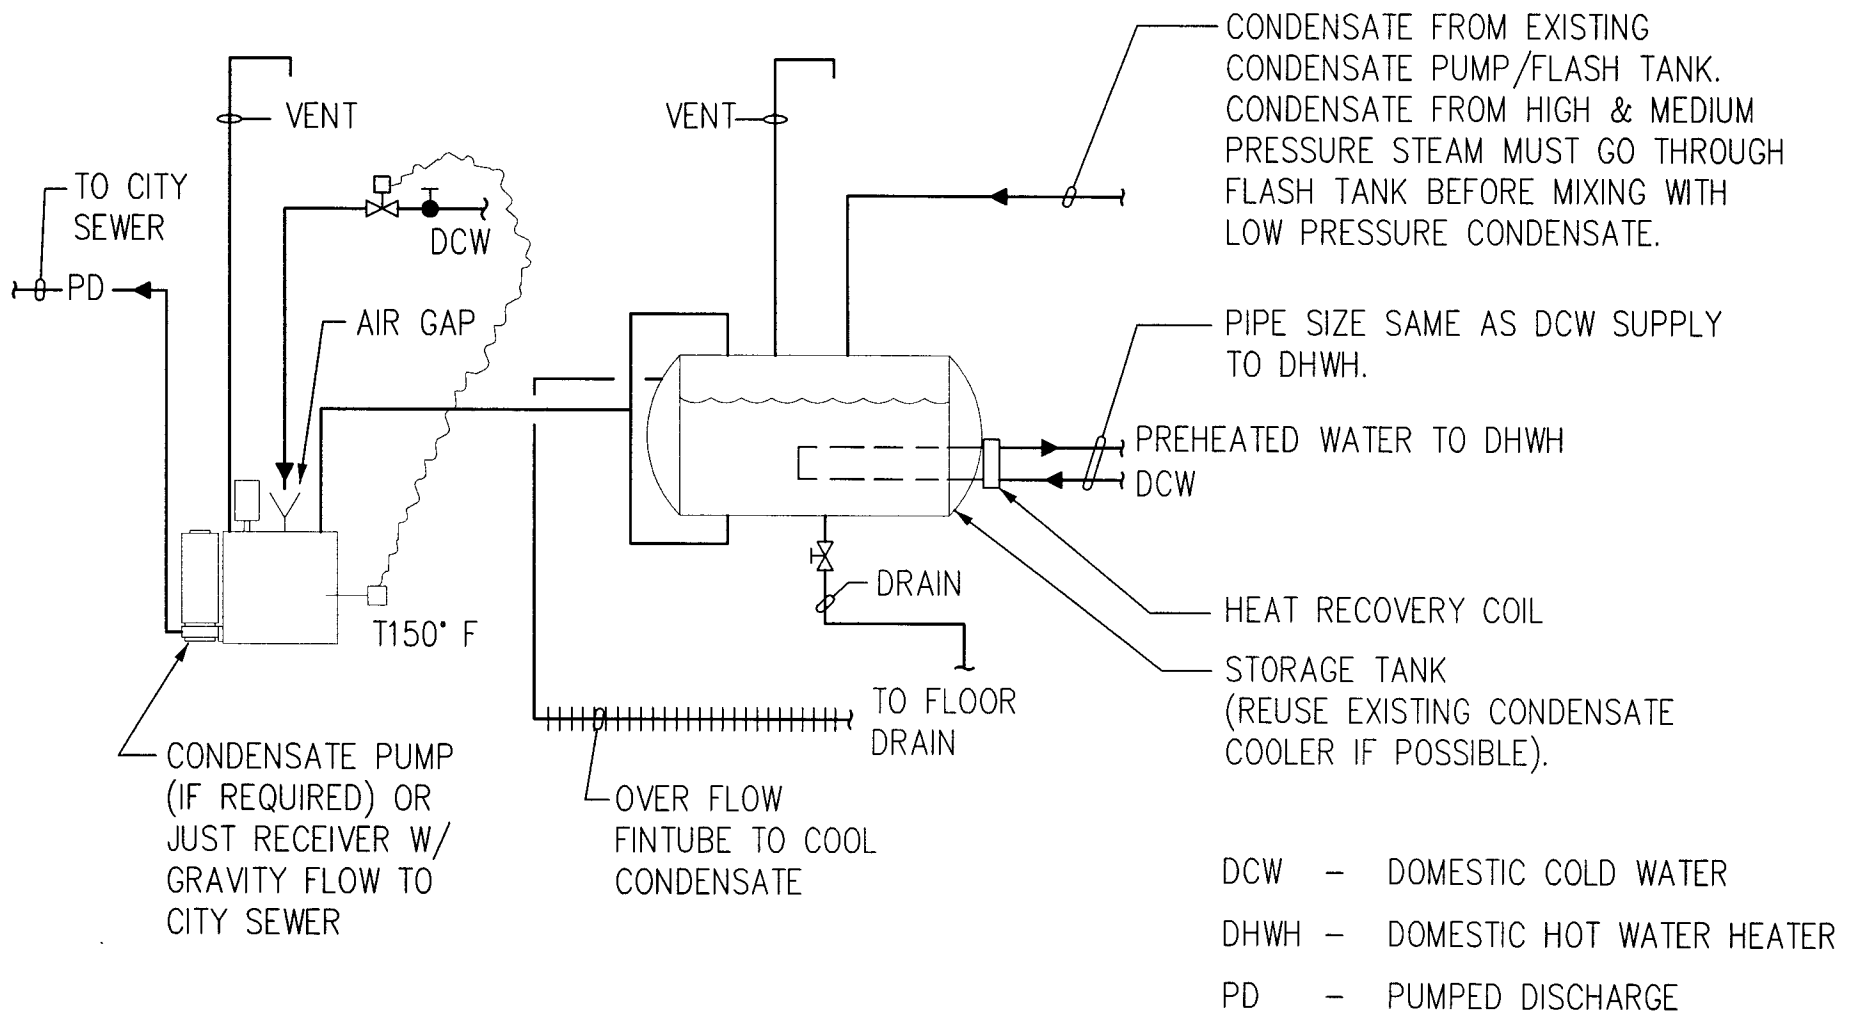 CONDENSATE FROM EXISTING
CONDENSATE PUMP/FLASH TANK.
CONDENSATE FROM HIGH & MEDIUM
PRESSURE STEAM MUST GO THROUGH
FLASH TANK BEFORE MIXING WITH
LOW PRESSURE CONDENSATE.
VENT
VENT
TO CITY
SEWER
DCW
PD
AIR GAP
PIPE SIZE SAME AS DCW SUPPLY
TO DHWH.
PREHEATED WATER TO DHWH
DCW
DRAIN
HEAT RECOVERY COIL
T150° F
STORAGE TANK
(REUSE EXISTING CONDENSATE
COOLER IF POSSIBLE).
TO FLOOR
DRAIN
CONDENSATE PUMP
(IF REQUIRED) OR
JUST RECEIVER W/
GRAVITY FLOW TO
CITY SEWER
OVER FLOW
FINTUBE TO COOL
CONDENSATE
DCW – DOMESTIC COLD WATER
DHWH – DOMESTIC HOT WATER HEATER
PD – PUMPED DISCHARGE